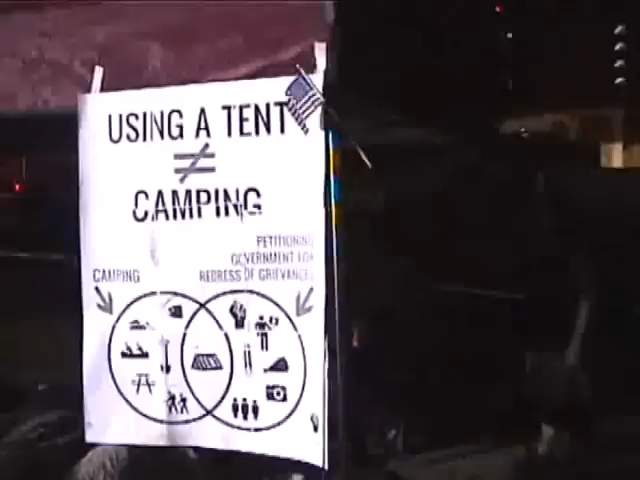 USING A TENT
≠
CAMPING
PETITIONING
GOVERNMENT FOR
CAMPING REDRESS OF GRIEVANCES